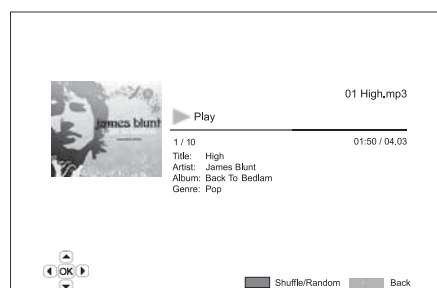 01 High.mp3
james blunt
Play
1 / 10
01:50 / 04.03
Title: High
Artist: James Blunt
Album: Back To Bedlam
Genre: Pop
OK
Shuffle/Random
Back